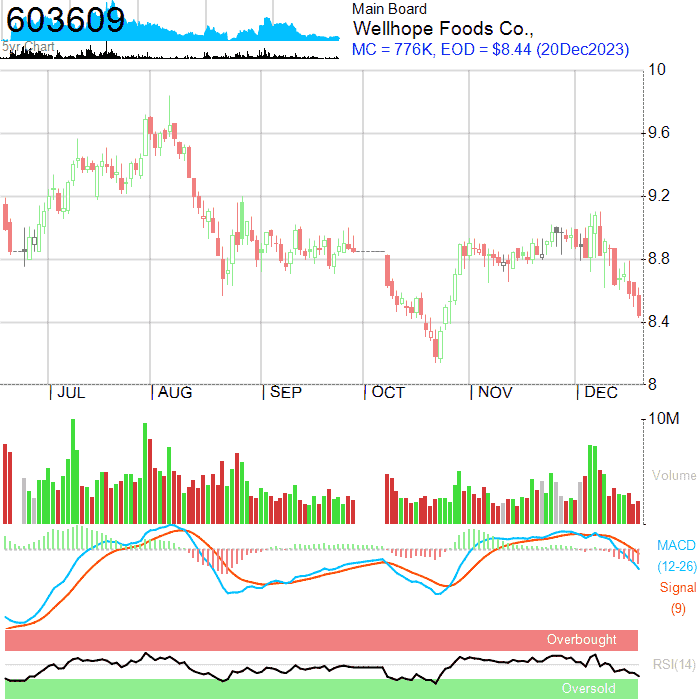 603609
5yr Chart
Main Board
Wellhope Foods Co.,
MC = 776K, EOD = $8.44 (20Dec2023)
10
9.6
9.2
8.8
8.4
8
JUL AUG SEP OCT NOV DEC
10M
Volume
MACD
(12-26)
Signal
(9)
Overbought
RSI(14)
Oversold